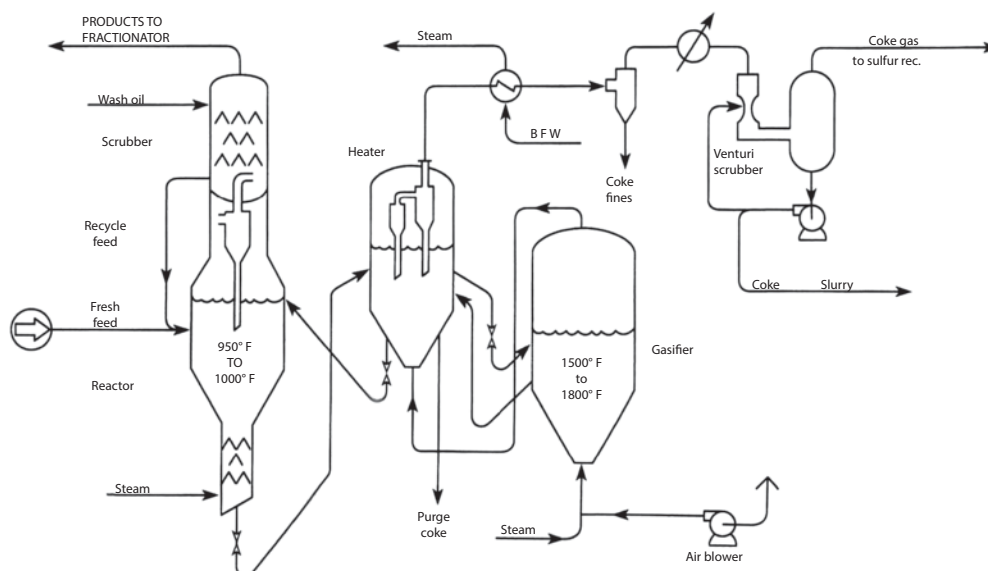 PRODUCTS TO
FRACTIONATOR
Wash oil
Scrubber
Recycle
feed
Fresh
feed
950° F
TO
1000° F
Reactor
Steam
Steam
B F W
Heater
Coke
fines
Purge
coke
Steam
1500° F
to
1800° F
Gasifier
Air blower
Venturi
scrubber
Coke gas
to sulfur rec.
Coke Slurry